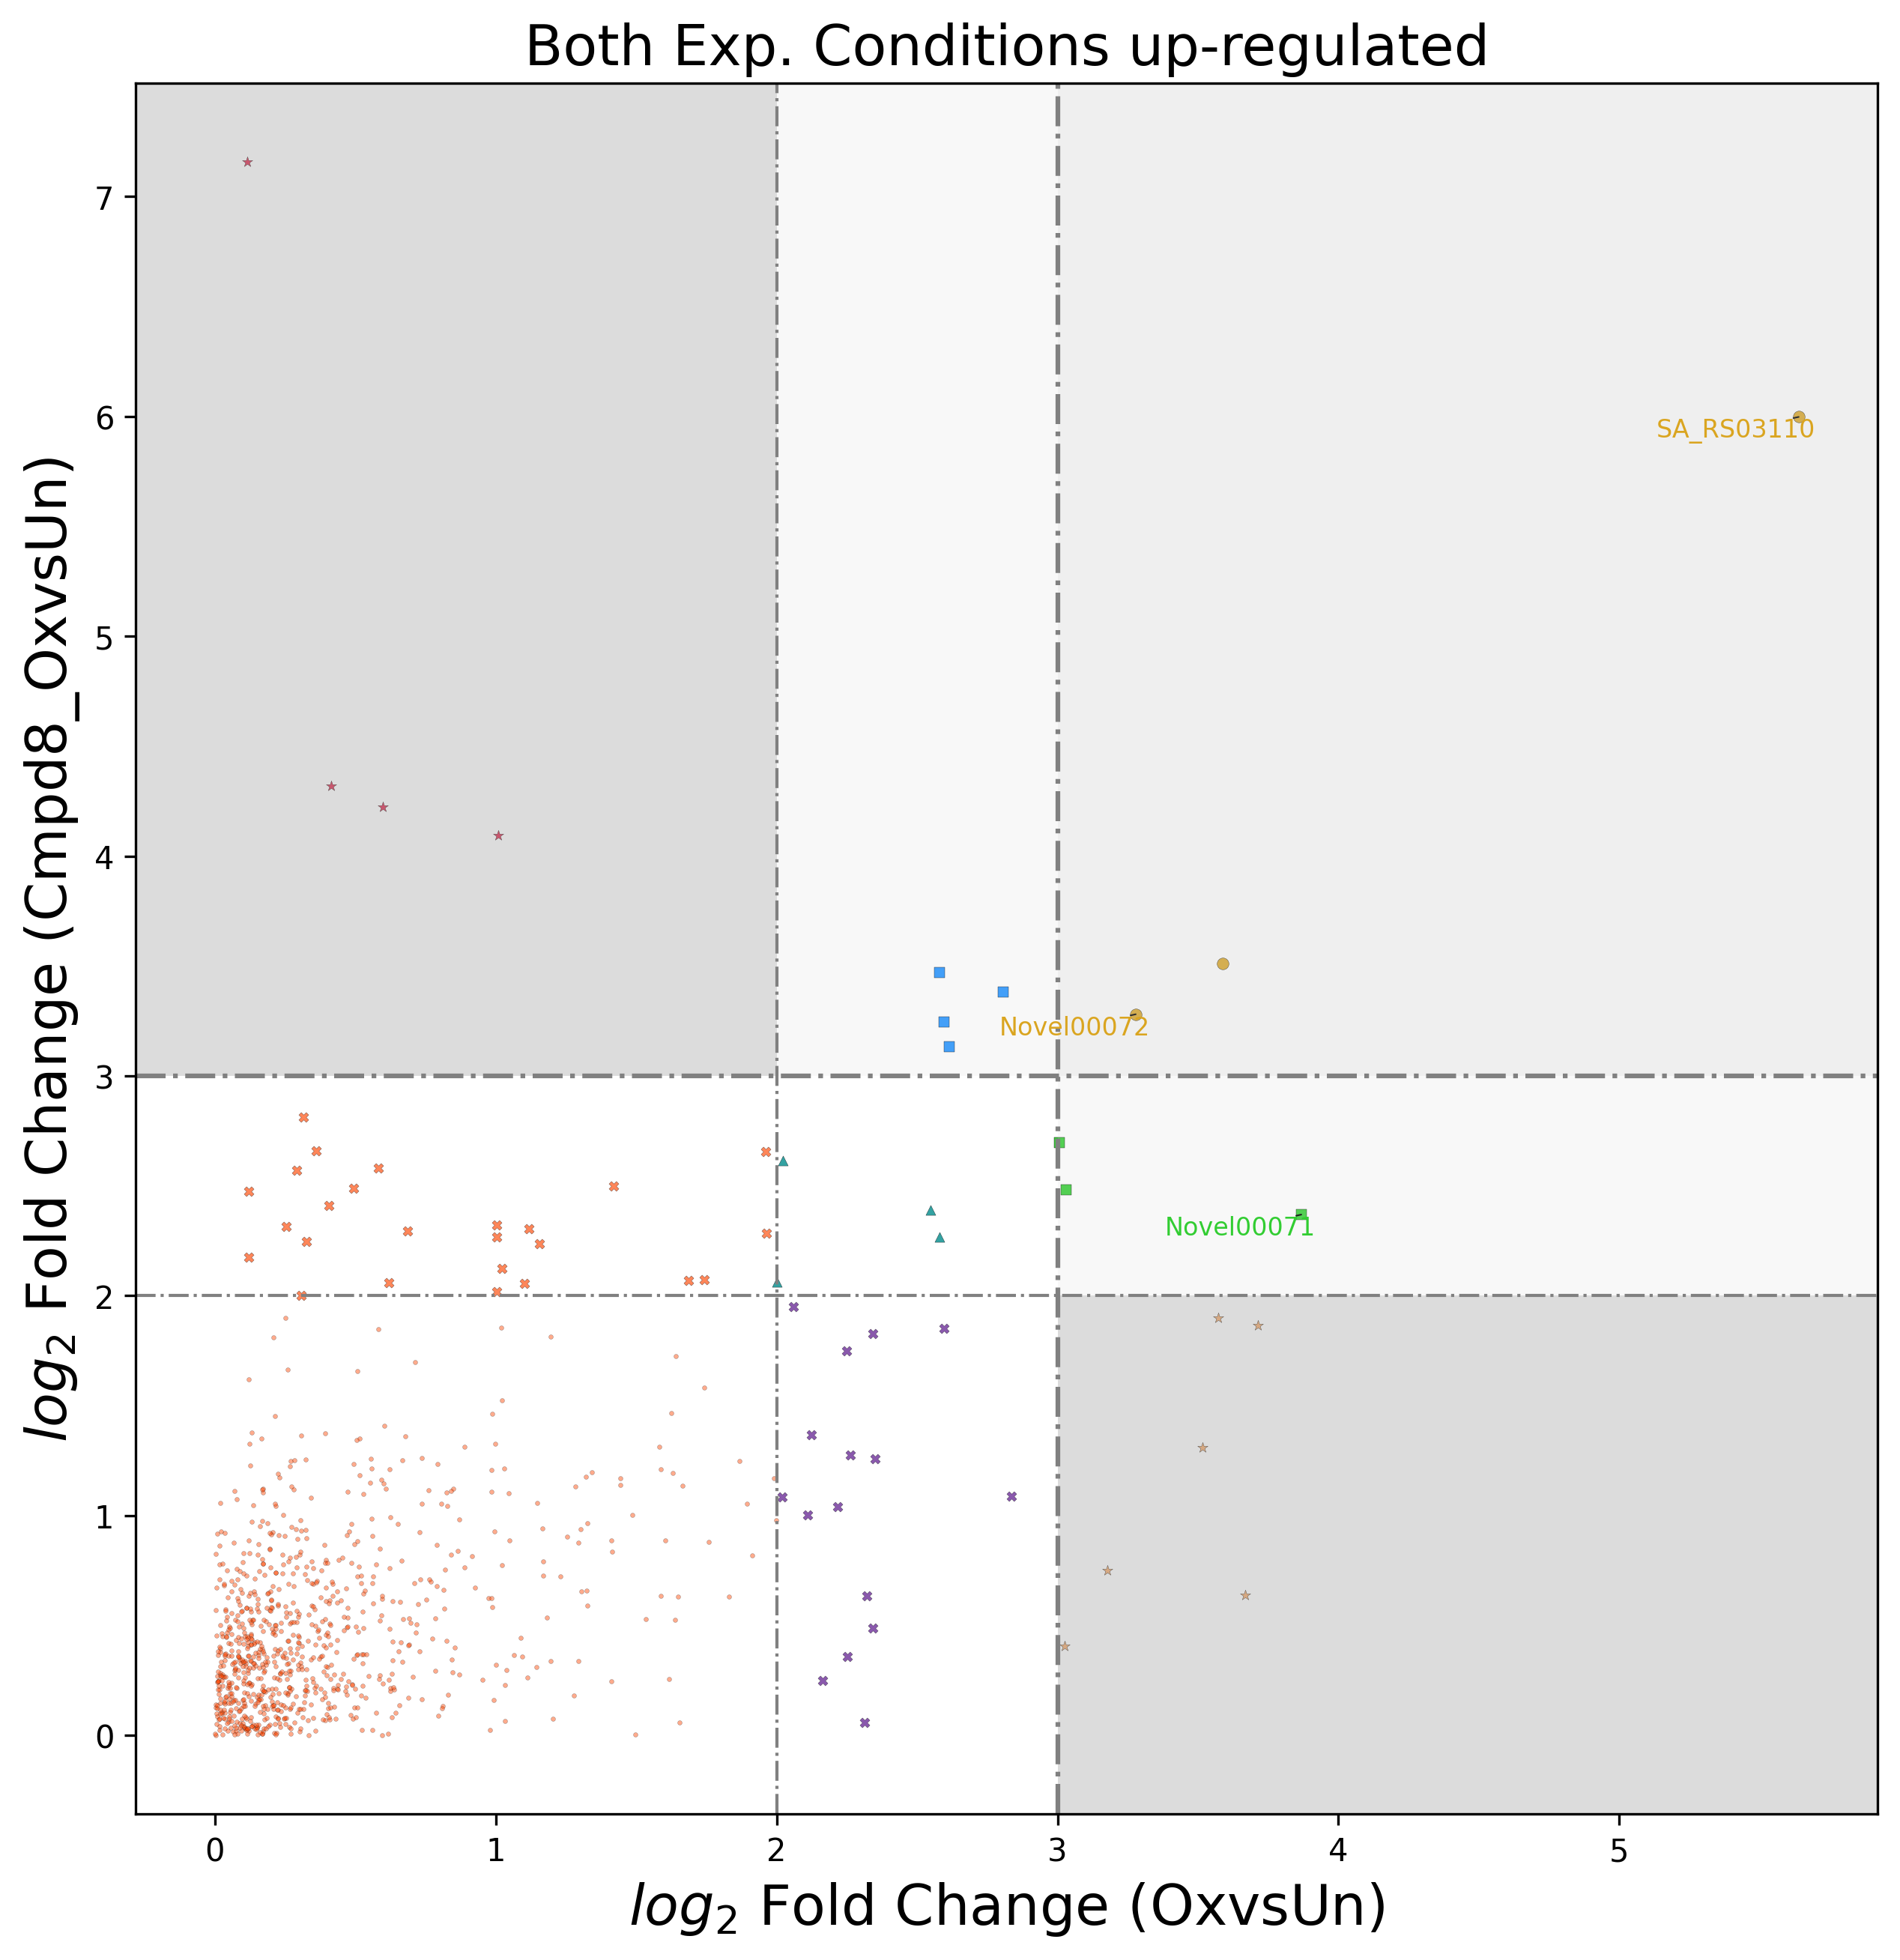 Both Exp. Conditions up-regulated
log2 Fold Change (Cmpd8_OxvsUn)
7
6
5
4
3
2
1
0
SA_RS03110
Novel00072
Novel00071
0 1 2 3 4 5
log2 Fold Change (OxvsUn)